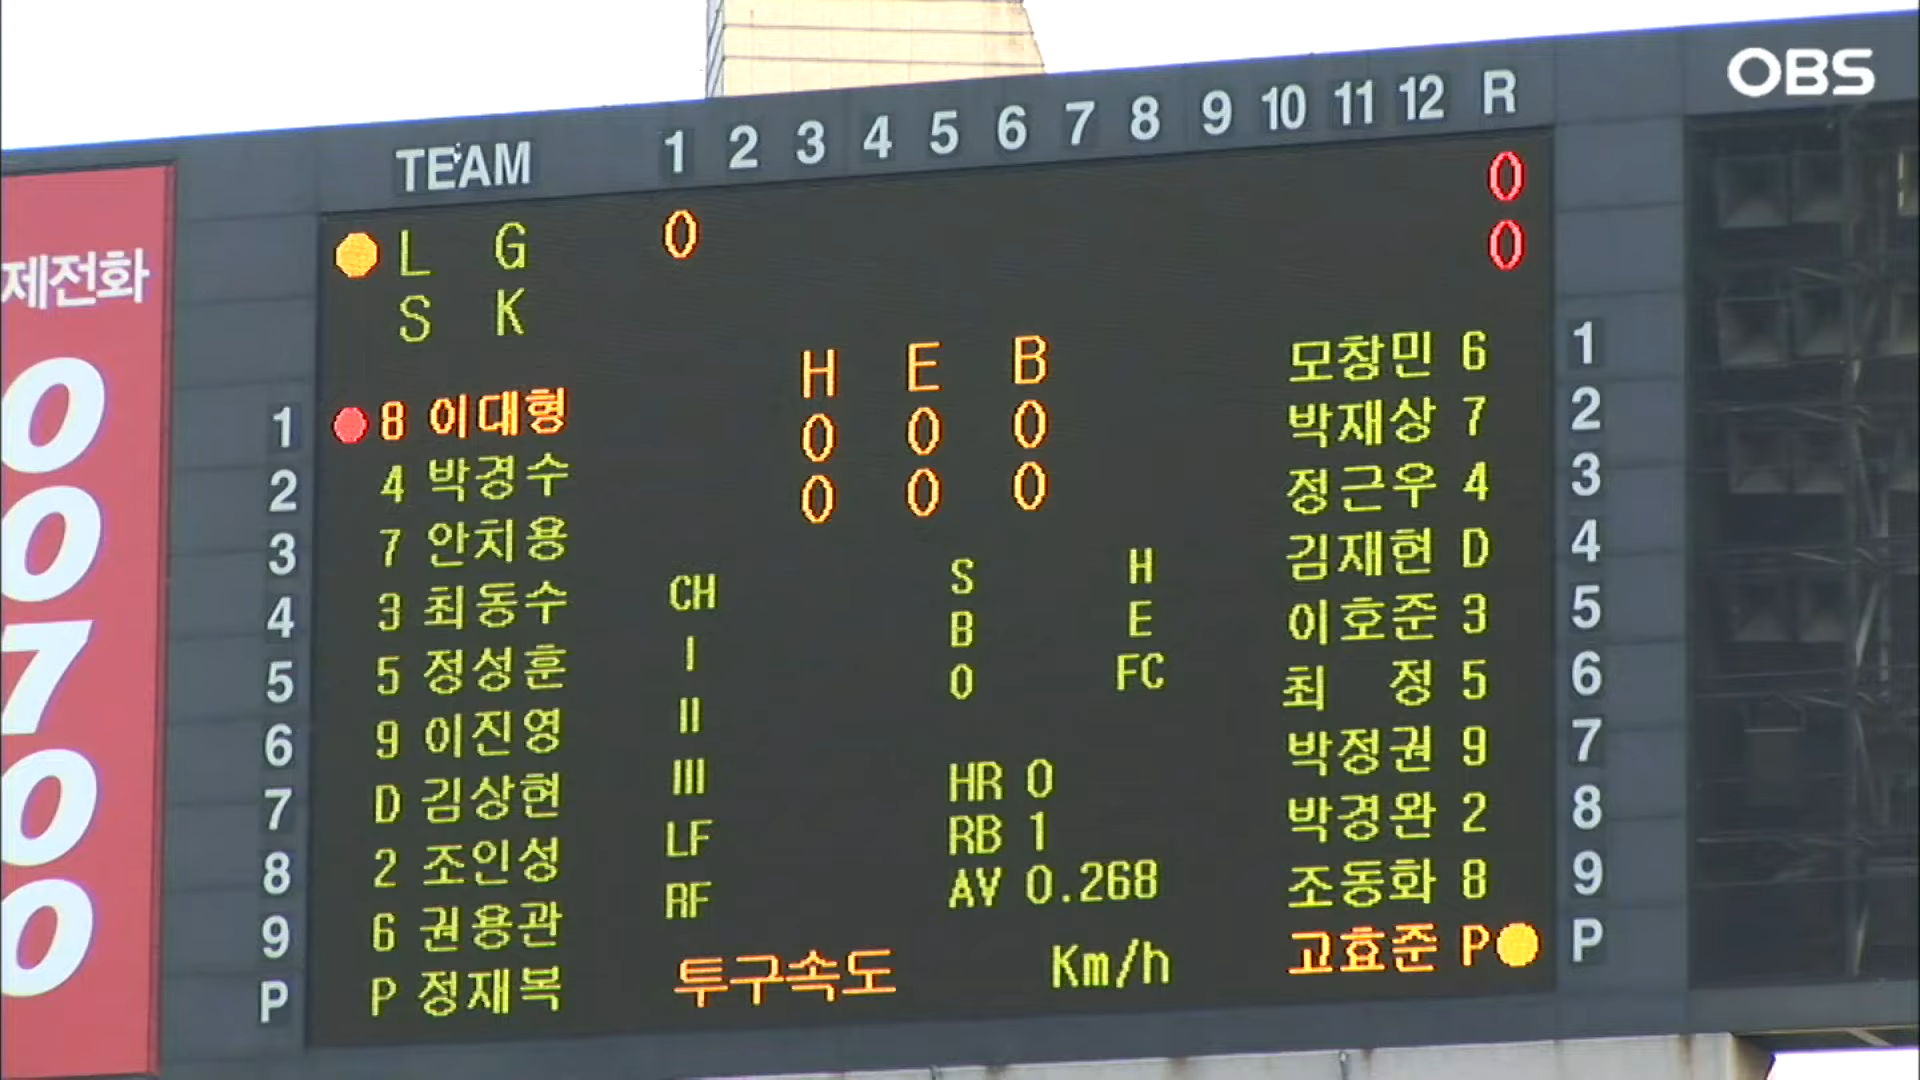 OBS
TEAM 1 2 3 4 5 6 7 8 9 10 11 12 R
L G 0 0
S K 0
제전화
0
0
7
0
0
H E B
0 0 0
0 0 0
1 8 이대형
2 4 박경수
3 7 안치용
4 3 최동수
5 5 정성훈
6 9 이진영
7 D 김상현
8 2 조인성
9 6 권용관
P P 정재복
CH
I
II
III
LF
RF
S
B
O
H
E
FC
HR 0
RB 1
AV 0.268
투구속도 Km/h
모창민 6 1
박재상 7 2
정근우 4 3
김재현 D 4
이호준 3 5
최 정 5 6
박정권 9 7
박경완 2 8
조동화 8 9
고효준 P P